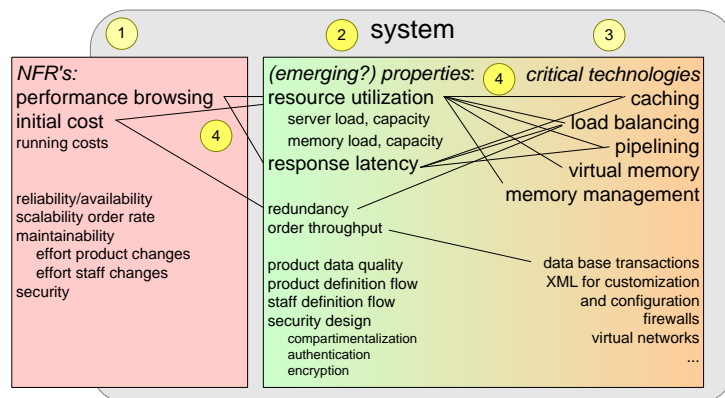 system
1
2
3
NFR's:
performance browsing
initial cost
running costs
reliability/availability
scalability order rate
maintainability
effort product changes
effort staff changes
security
4
(emerging?) properties:
resource utilization
server load, capacity
memory load, capacity
response latency
redundancy
order throughput
product data quality
product definition flow
staff definition flow
security design
compartimentalization
authentication
encryption
4
critical technologies
caching
load balancing
pipelining
virtual memory
memory management
data base transactions
XML for customization
and configuration
firewalls
virtual networks
...